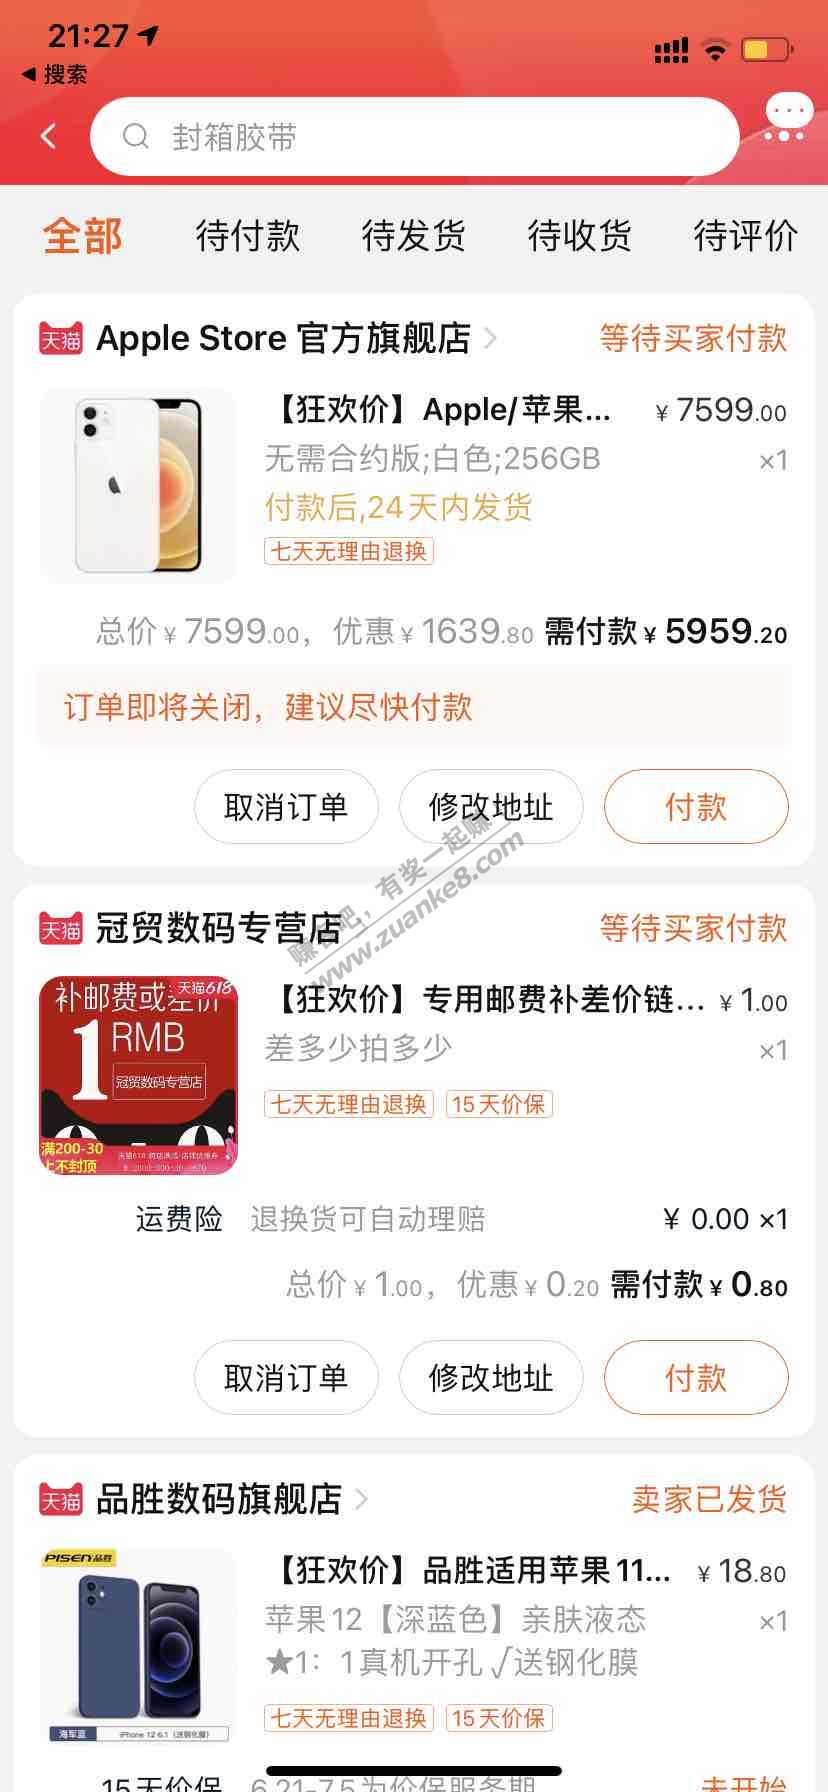 21:27
搜索
封箱胶带
全部 待付款 待发货 待收货 待评价
天猫 Apple Store 官方旗舰店 等待买家付款
【狂欢价】Apple/苹果... ¥7599.00
无需合约版;白色;256GB ×1
付款后,24天内发货
七天无理由退换
总价¥7599.00，优惠¥1639.80 需付款¥5959.20
订单即将关闭，建议尽快付款
取消订单 修改地址 付款
赚客吧，有奖一起赚
www.zuanke8.com
天猫 冠贸数码专营店 等待买家付款
补邮费或差价
天猫618
1 RMB
冠贸数码专营店
满200-30
上不封顶
【狂欢价】专用邮费补差价链... ¥1.00
差多少拍多少 ×1
七天无理由退换 15天价保
运费险 退换货可自动理赔 ¥ 0.00 ×1
总价¥1.00，优惠¥0.20 需付款¥0.80
取消订单 修改地址 付款
天猫 品胜数码旗舰店 卖家已发货
PISEN品胜
海军蓝 iPhone 12 6.1（送钢化膜）
【狂欢价】品胜适用苹果11... ¥18.80
苹果12【深蓝色】亲肤液态 ×1
★1：1真机开孔√送钢化膜
七天无理由退换 15天价保
15天价保 6.21-7.5为价保服务期 未开始